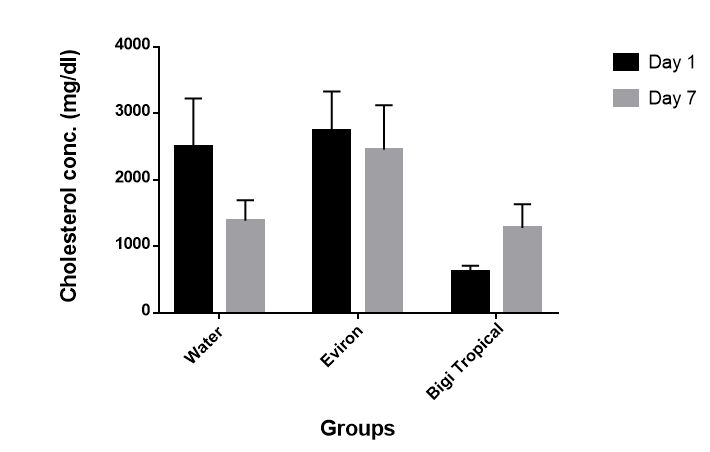 Cholesterol conc. (mg/dl)
4000
3000
2000
1000
0
Water
Eviron
Bigi Tropical
Groups
Day 1
Day 7